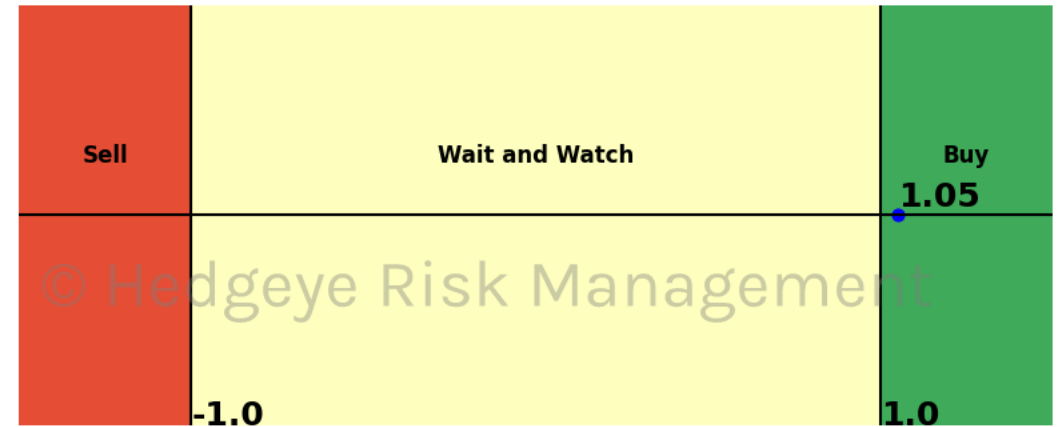 Sell
Wait and Watch
Buy
1.05
© Hedgeye Risk Management
-1.0
1.0